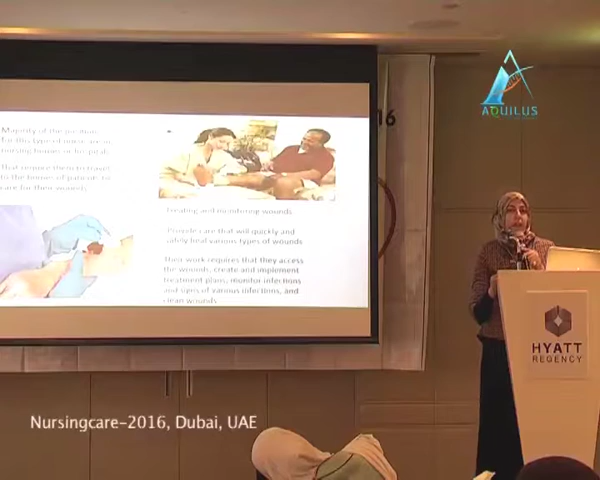 AQUILUS
16
Majority of the
for this type of nurse are in
nursing homes or hospitals
That require them to travel
to the homes of patients to
care for their wounds
Treating and monitoring wounds.
Provide care that will quickly and
safely heal various types of wounds.
Their work requires that they access
the wounds, create and implement
treatment plans, monitor infections
and signs of various infections, and
clean wounds.
HYATT
REGENCY
Nursingcare-2016, Dubai, UAE